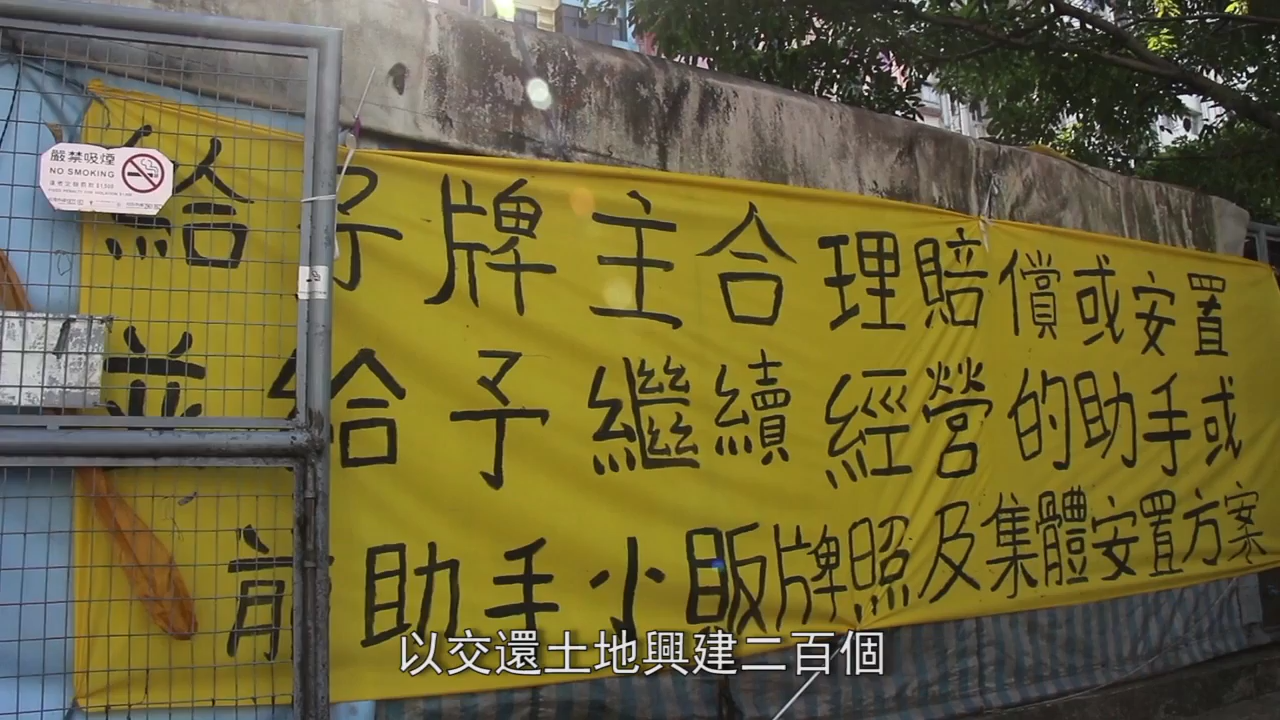 嚴禁吸煙
NO SMOKING
給予牌主合理賠償或安置
並給予繼續經營的助手或
前助手小販牌照及集體安置方案
以交還土地興建二百個